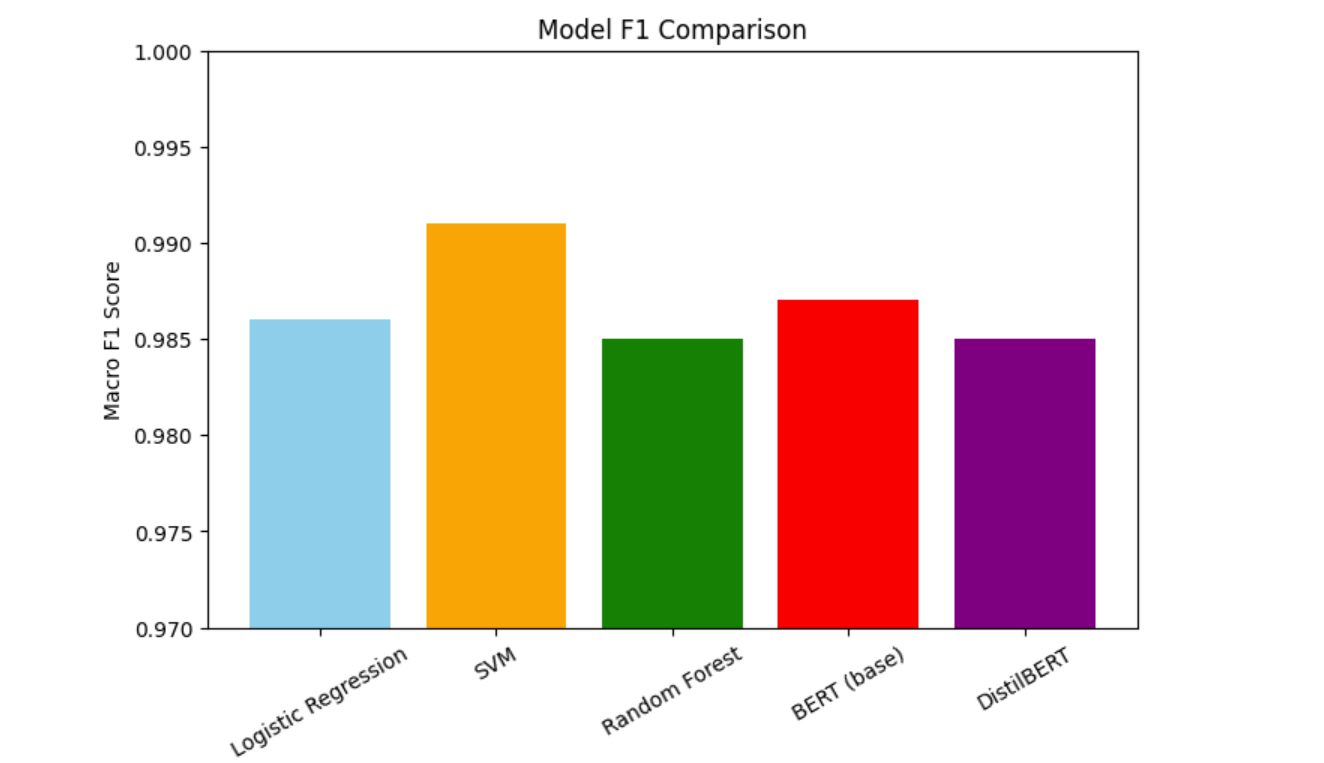 Model F1 Comparison
1.000
0.995
0.990
0.985
0.980
0.975
0.970
Macro F1 Score
Logistic Regression
SVM
Random Forest
BERT (base)
DistilBERT